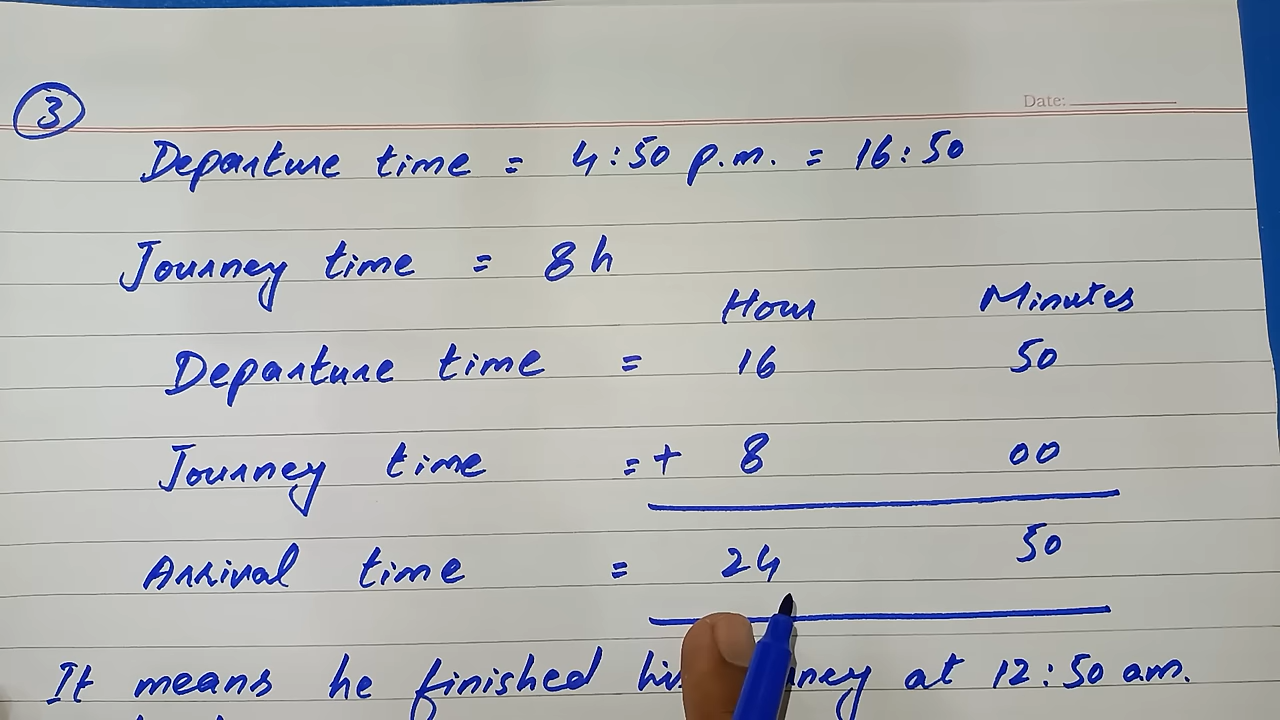 Date:
3
Departure time = 4:50 p.m. = 16:50
Journey time = 8h
Hour Minutes
Departure time = 16 50
Journey time = + 8 00
Arrival time = 24 50
It means he finished at 12:50 am.